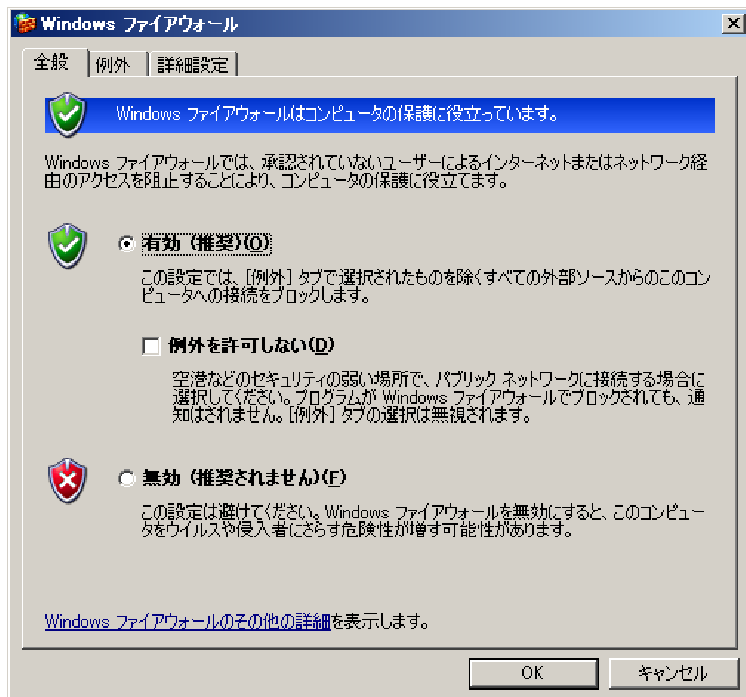 Windows ファイアウォール
全般
例外
詳細設定
Windows ファイアウォールはコンピュータの保護に役立っています。
Windows ファイアウォールでは、承認されていないユーザーによるインターネットまたはネットワーク経
由のアクセスを阻止することにより、コンピュータの保護に役立てます。
有効 (推奨)(O)
この設定では、[例外] タブで選択されたものを除くすべての外部ソースからのこのコン
ピュータへの接続をブロックします。
例外を許可しない(D)
空港などのセキュリティの弱い場所で、パブリック ネットワークに接続する場合に
選択してください。プログラムが Windows ファイアウォールでブロックされても、通
知はされません。[例外] タブの選択は無視されます。
無効 (推奨されません)(F)
この設定は避けてください。Windows ファイアウォールを無効にすると、このコンピュー
タをウイルスや侵入者にさらす危険性が増す可能性があります。
Windows ファイアウォールのその他の詳細を表示します。
OK
キャンセル